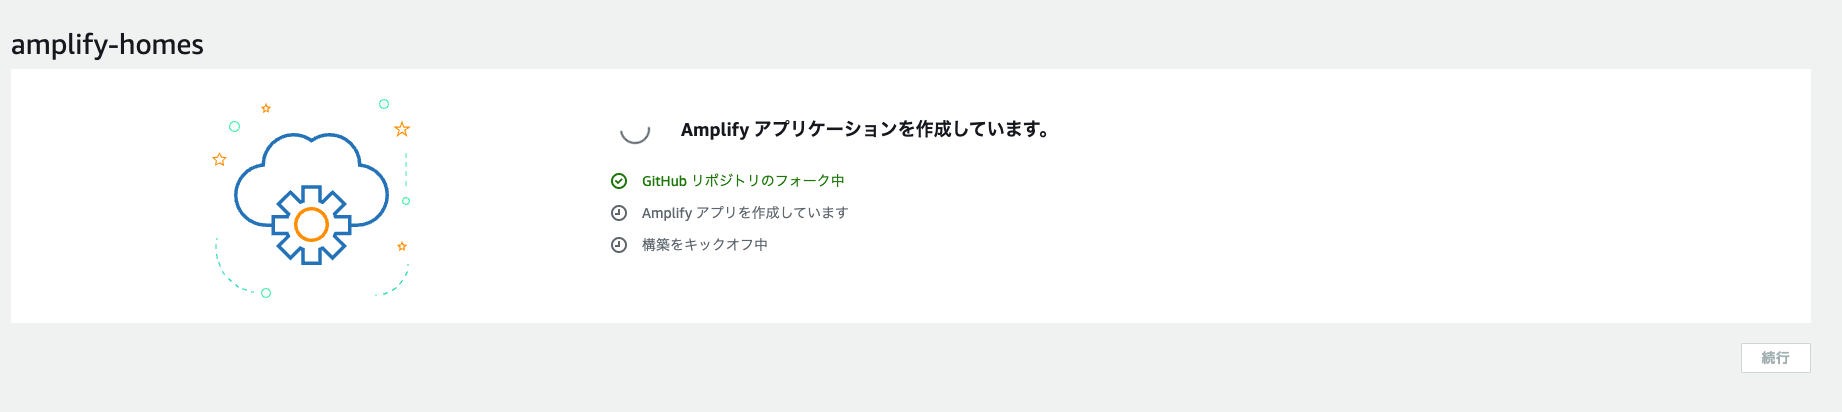 amplify-homes
Amplify アプリケーションを作成しています。
GitHub リポジトリのフォーク中
Amplify アプリを作成しています
構築をキックオフ中
続行